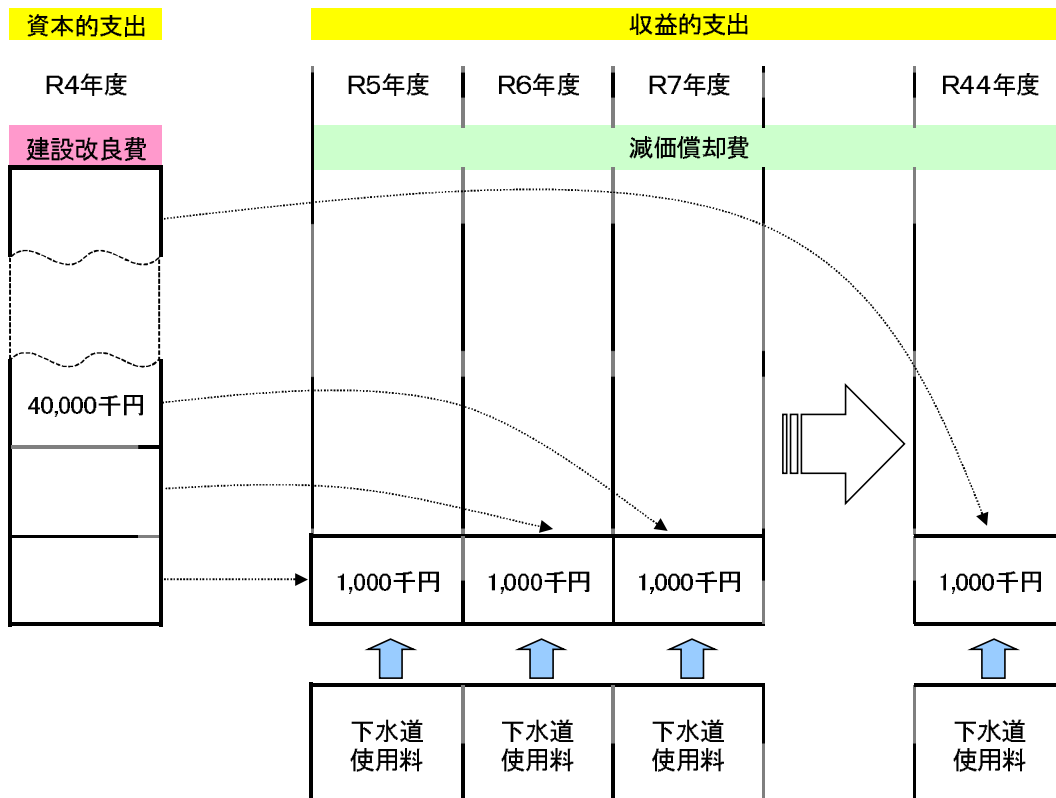 資本的支出
収益的支出
R4年度
R5年度
R6年度
R7年度
R44年度
建設改良費
減価償却費
40,000千円
1,000千円
1,000千円
1,000千円
1,000千円
下水道
使用料
下水道
使用料
下水道
使用料
下水道
使用料